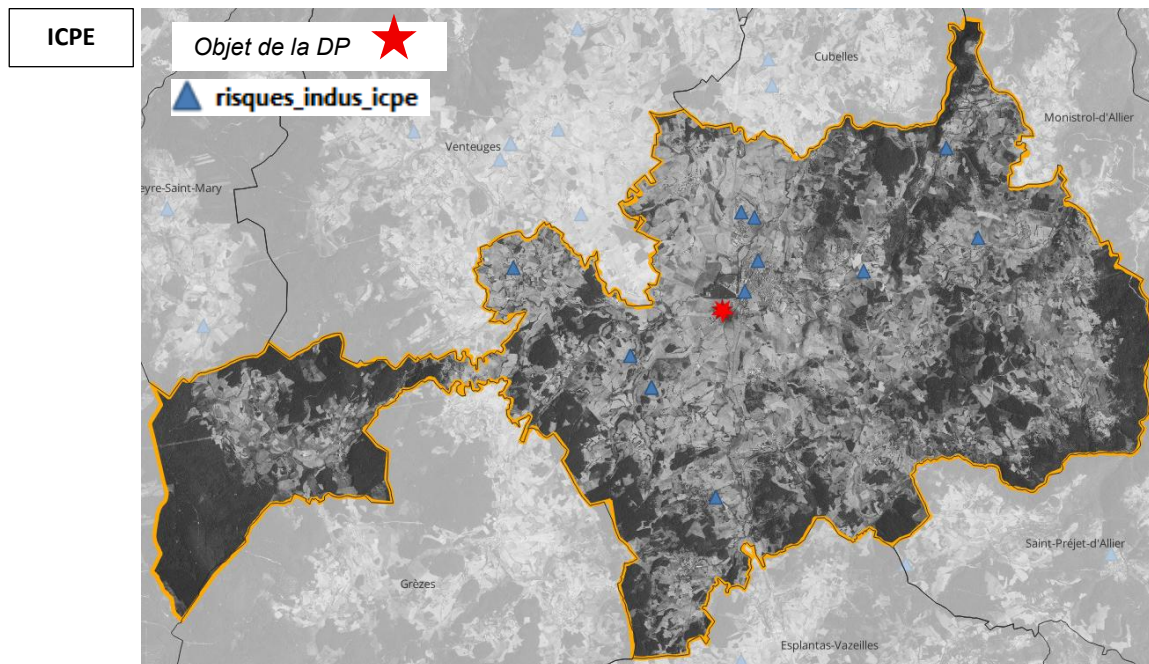 ICPE
Objet de la DP
risques_indus_icpe
Cubelles
Monistrol-d'Allier
Venteuges
eyre-Saint-Mary
Saint-Préjet-d'Allier
Grèzes
Esplantas-Vazeilles